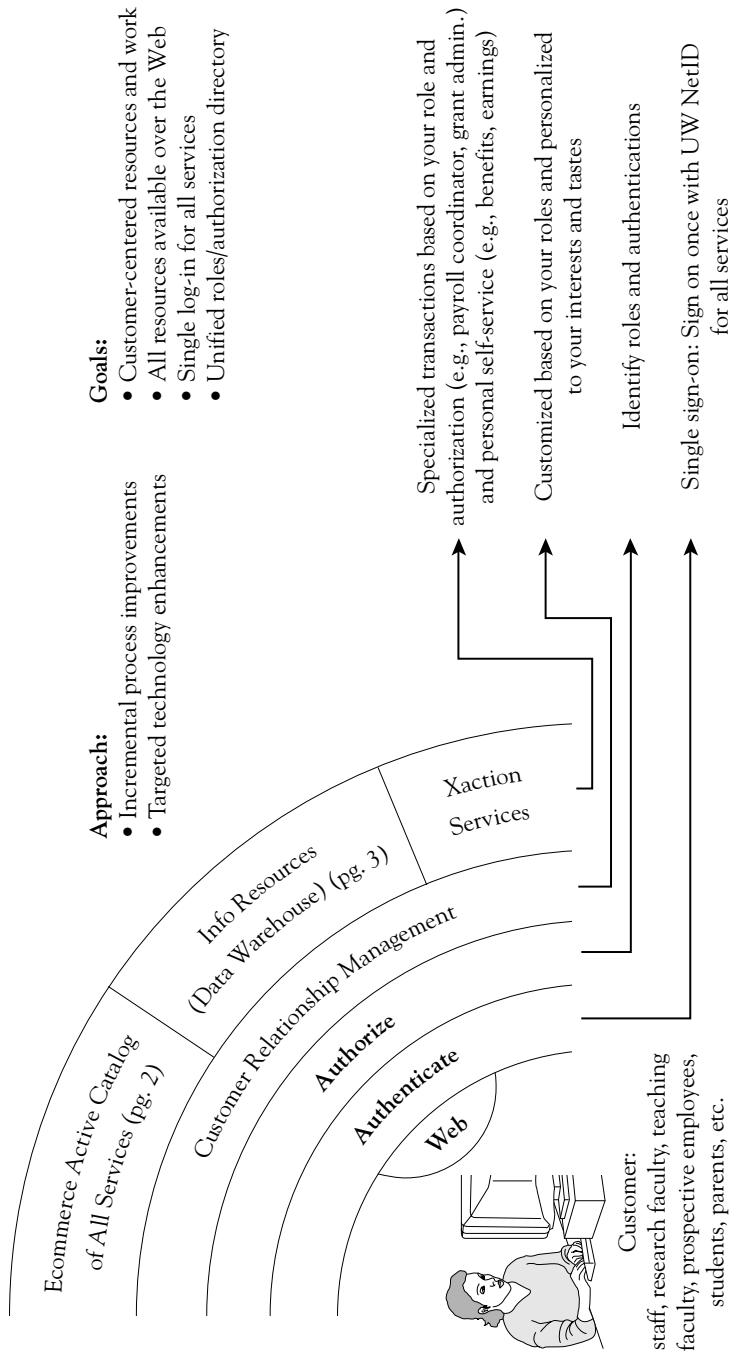 Approach:
• Incremental process improvements
• Targeted technology enhancements
Goals:
• Customer-centered resources and work
• All resources available over the Web
• Single log-in for all services
• Unified roles/authorization directory
Ecommerce Active Catalog
of All Services (pg. 2)
Info Resources
(Data Warehouse) (pg. 3)
Xaction
Services
Customer Relationship Management
Authorize
Authenticate
Web
Customer:
staff, research faculty, teaching
faculty, prospective employees,
students, parents, etc.
Specialized transactions based on your role and
authorization (e.g., payroll coordinator, grant admin.)
and personal self-service (e.g., benefits, earnings)
Customized based on your roles and personalized
to your interests and tastes
Identify roles and authentications
Single sign-on: Sign on once with UW NetID
for all services